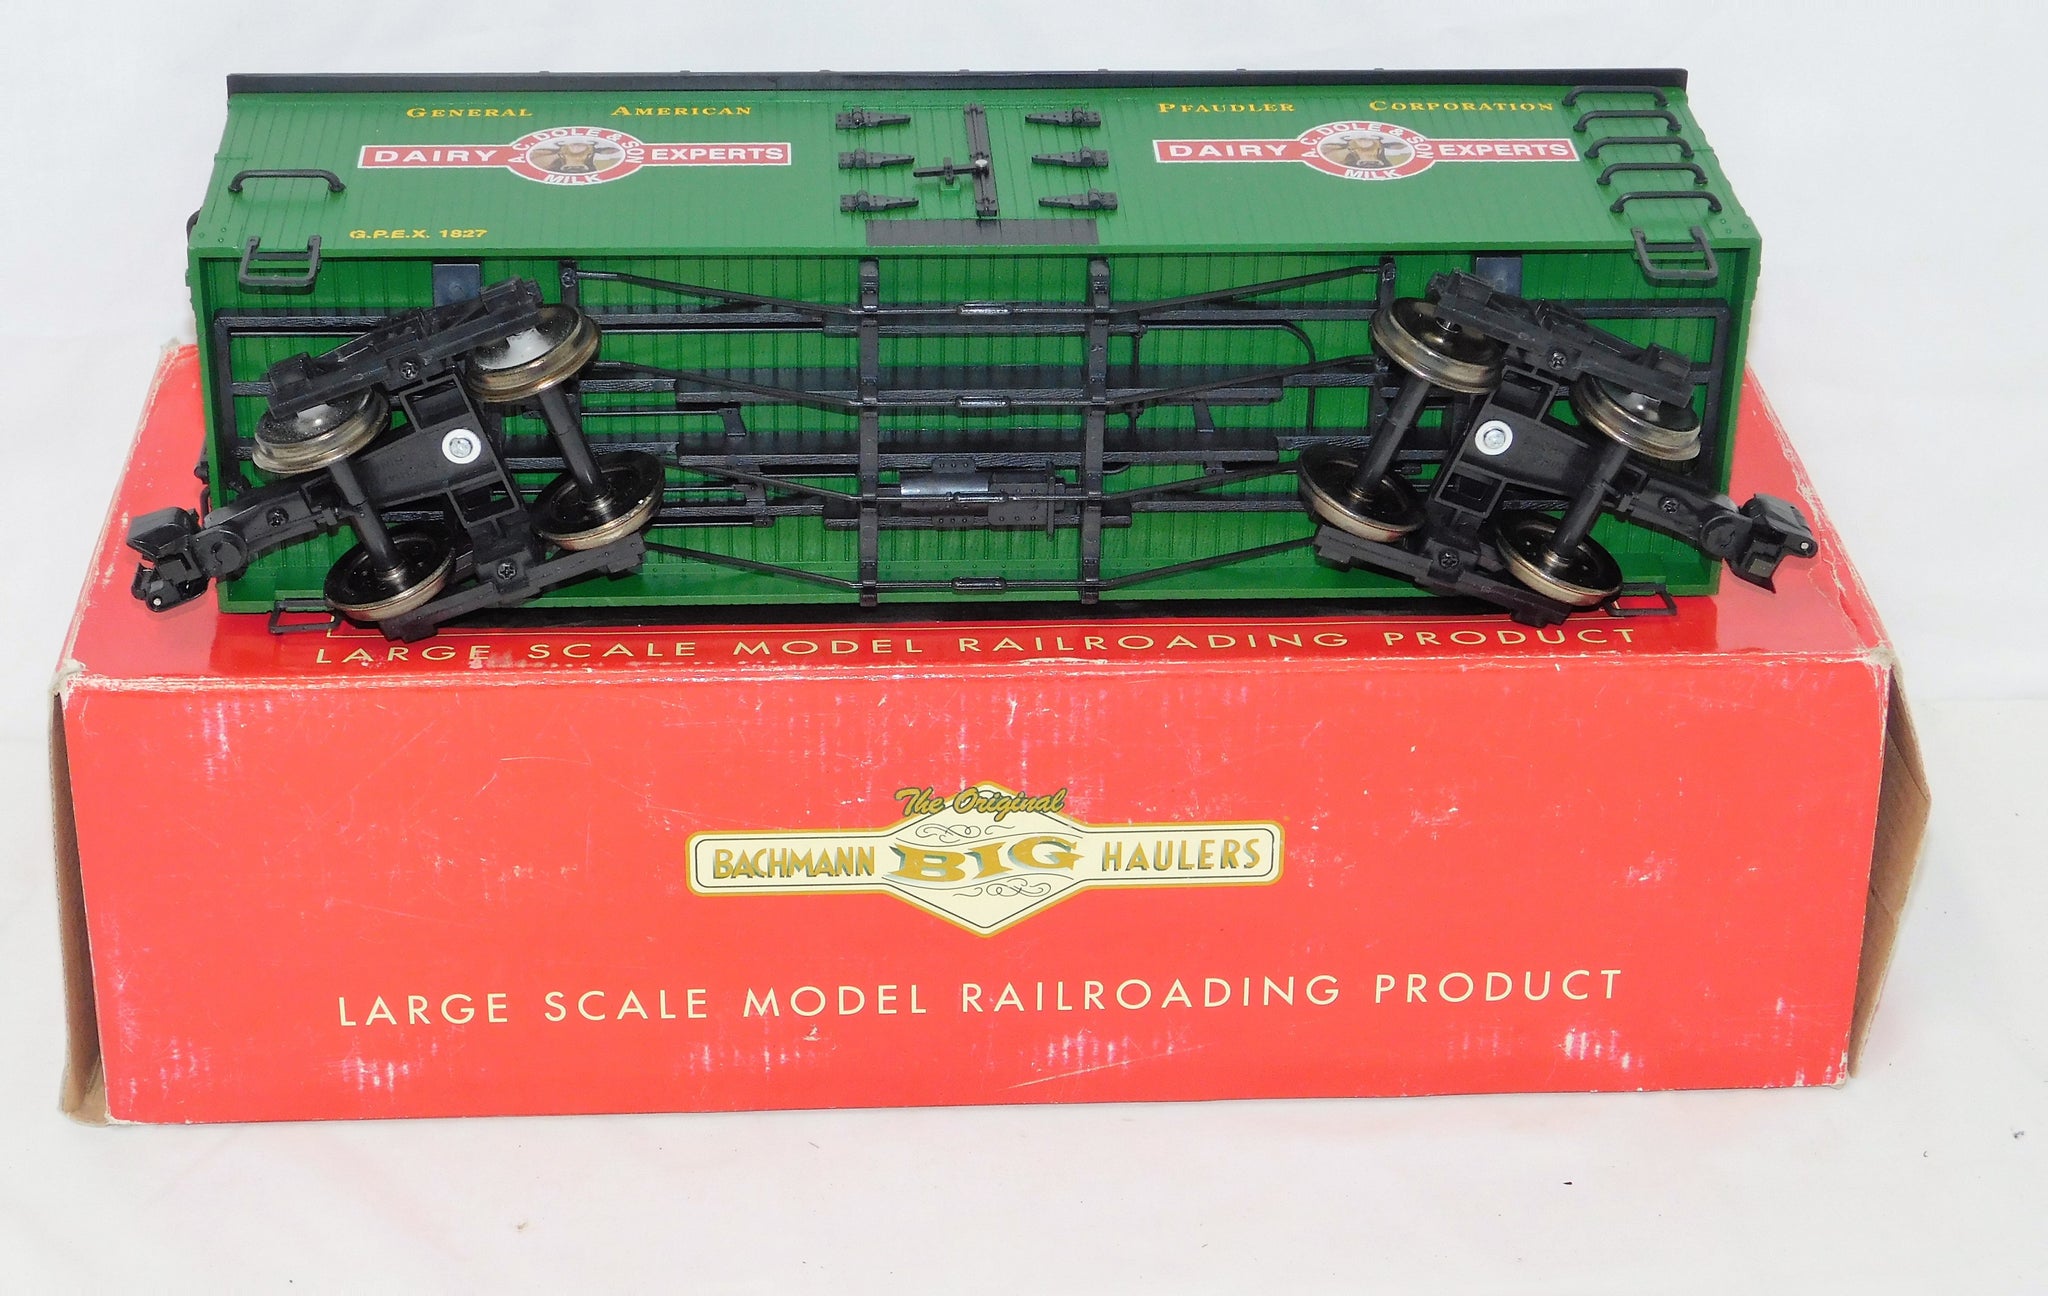 GENERAL AMERICAN PFAUDLER CORPORATION
DAIRY A.C. DOLE & SON MILK EXPERTS
DAIRY A.C. DOLE & SON MILK EXPERTS
G.P.E.X. 1827
LARGE SCALE MODEL RAILROADING PRODUCT
The Original
BACHMANN BIG HAULERS
LARGE SCALE MODEL RAILROADING PRODUCT